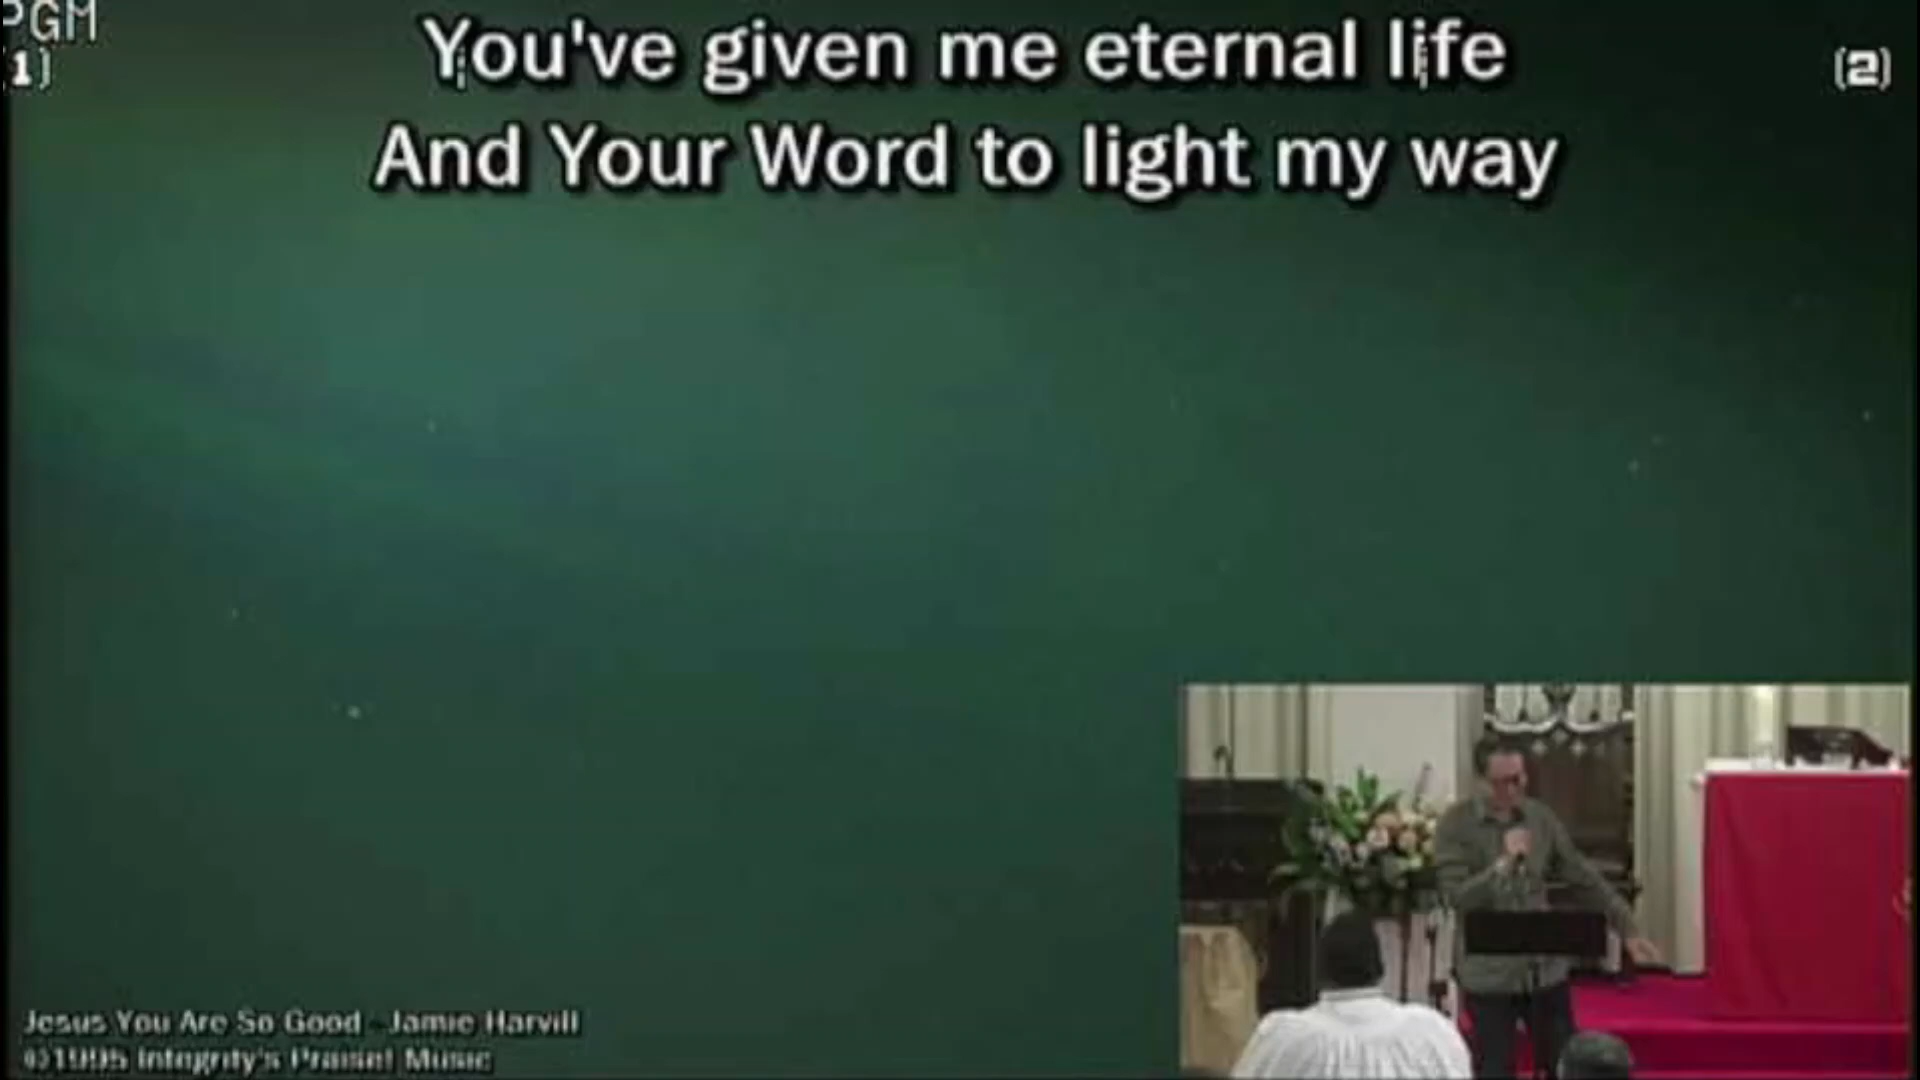 PGM
1)
(2)
You've given me eternal life
And Your Word to light my way
Jesus You Are So Good - Jamie Harvill
©1995 Integrity's Praise! Music